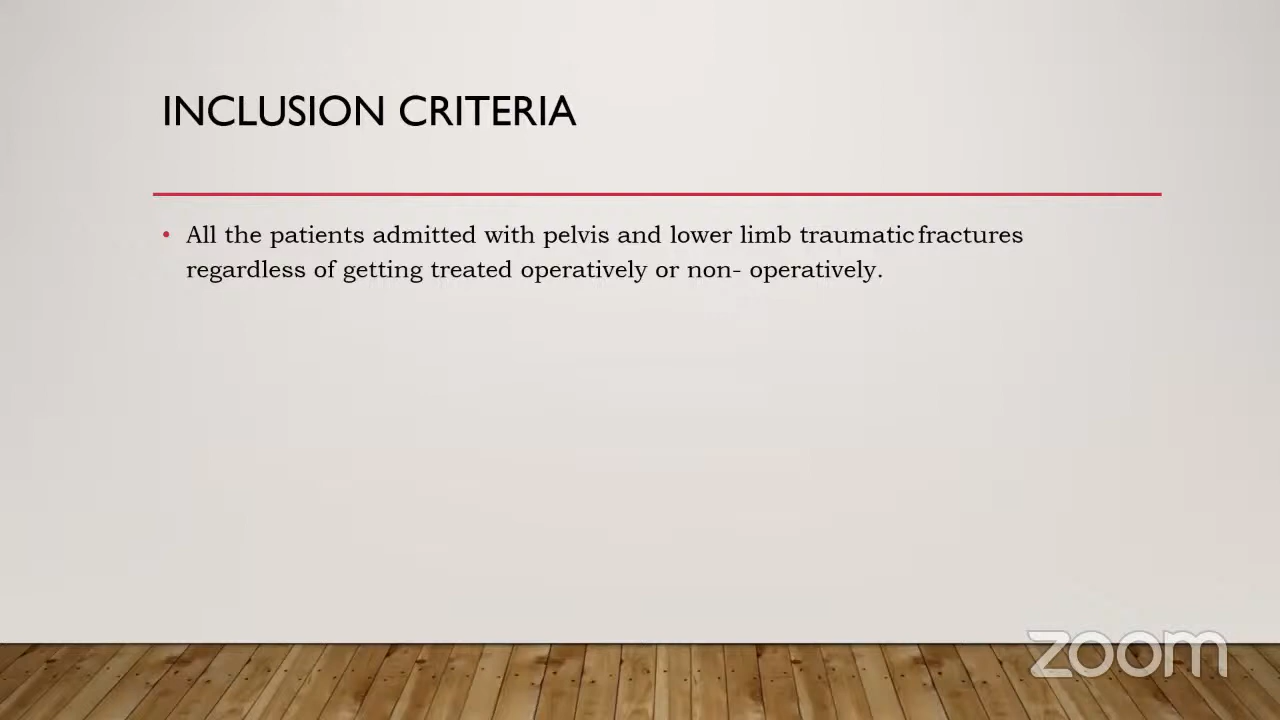 INCLUSION CRITERIA
• All the patients admitted with pelvis and lower limb traumatic fractures
regardless of getting treated operatively or non- operatively.
zoom